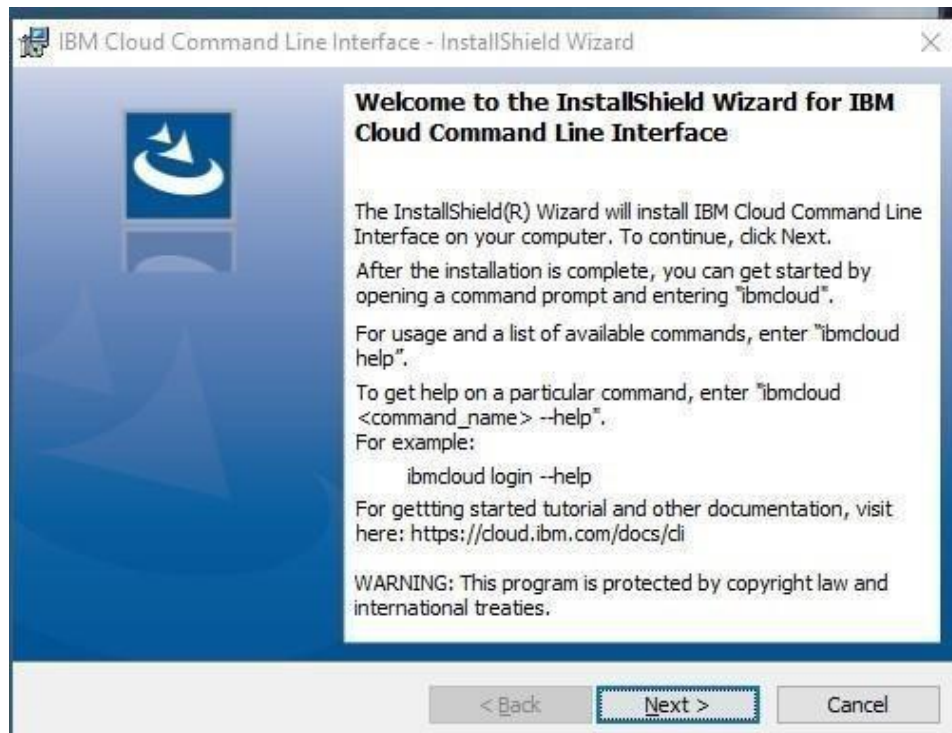 IBM Cloud Command Line Interface - InstallShield Wizard
Welcome to the InstallShield Wizard for IBM
Cloud Command Line Interface
The InstallShield(R) Wizard will install IBM Cloud Command Line
Interface on your computer. To continue, click Next.
After the installation is complete, you can get started by
opening a command prompt and entering "ibmcloud".
For usage and a list of available commands, enter "ibmcloud
help".
To get help on a particular command, enter "ibmcloud
<command_name> --help".
For example:
ibmcloud login --help
For gettting started tutorial and other documentation, visit
here: https://cloud.ibm.com/docs/cli
WARNING: This program is protected by copyright law and
international treaties.
< Back Next > Cancel